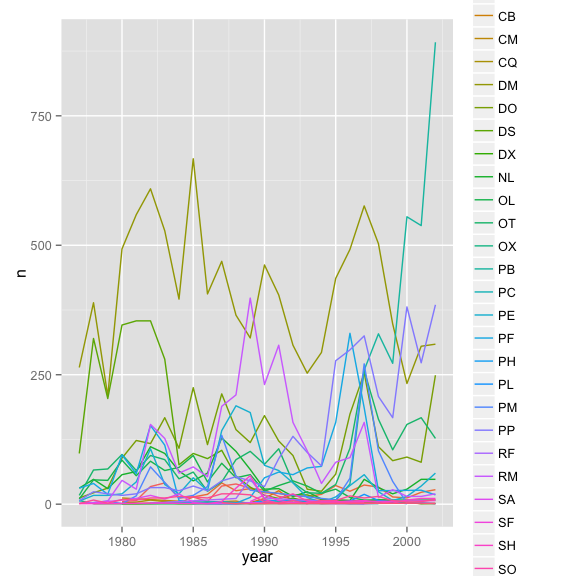 CB
CM
CQ
DM
DO
DS
DX
NL
OL
OT
OX
PB
PC
PE
PF
PH
PL
PM
PP
RF
RM
SA
SF
SH
SO
750
500
250
0
n
1980 1985 1990 1995 2000
year